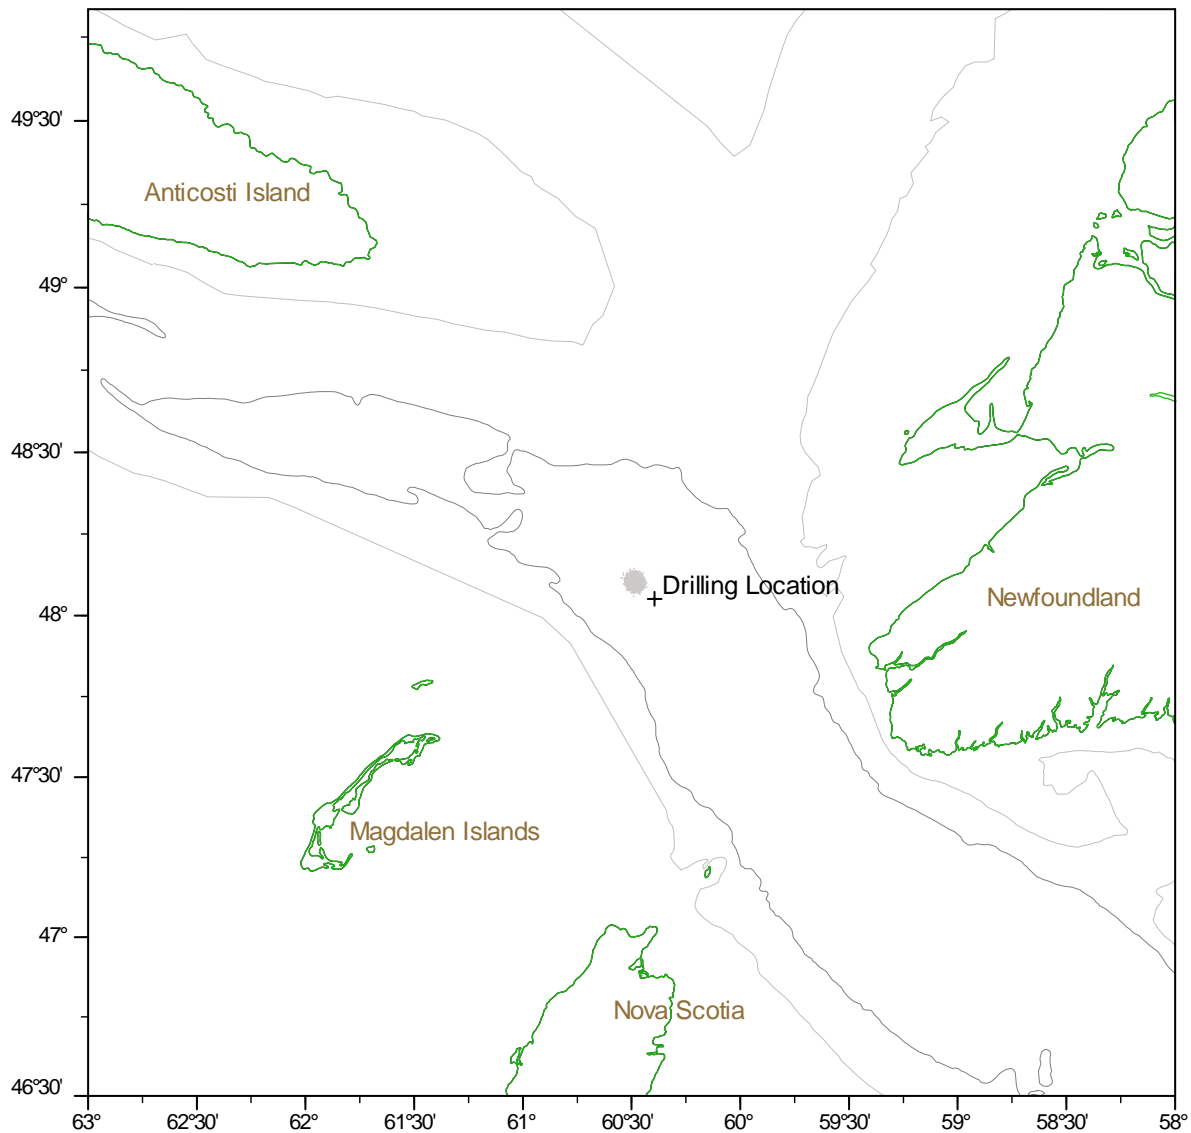 49°30'
Anticosti Island
49°
48°30'
Drilling Location
Newfoundland
48°
47°30'
Magdalen Islands
47°
Nova Scotia
46°30'
63° 62°30' 62° 61°30' 61° 60°30' 60° 59°30' 59° 58°30' 58°